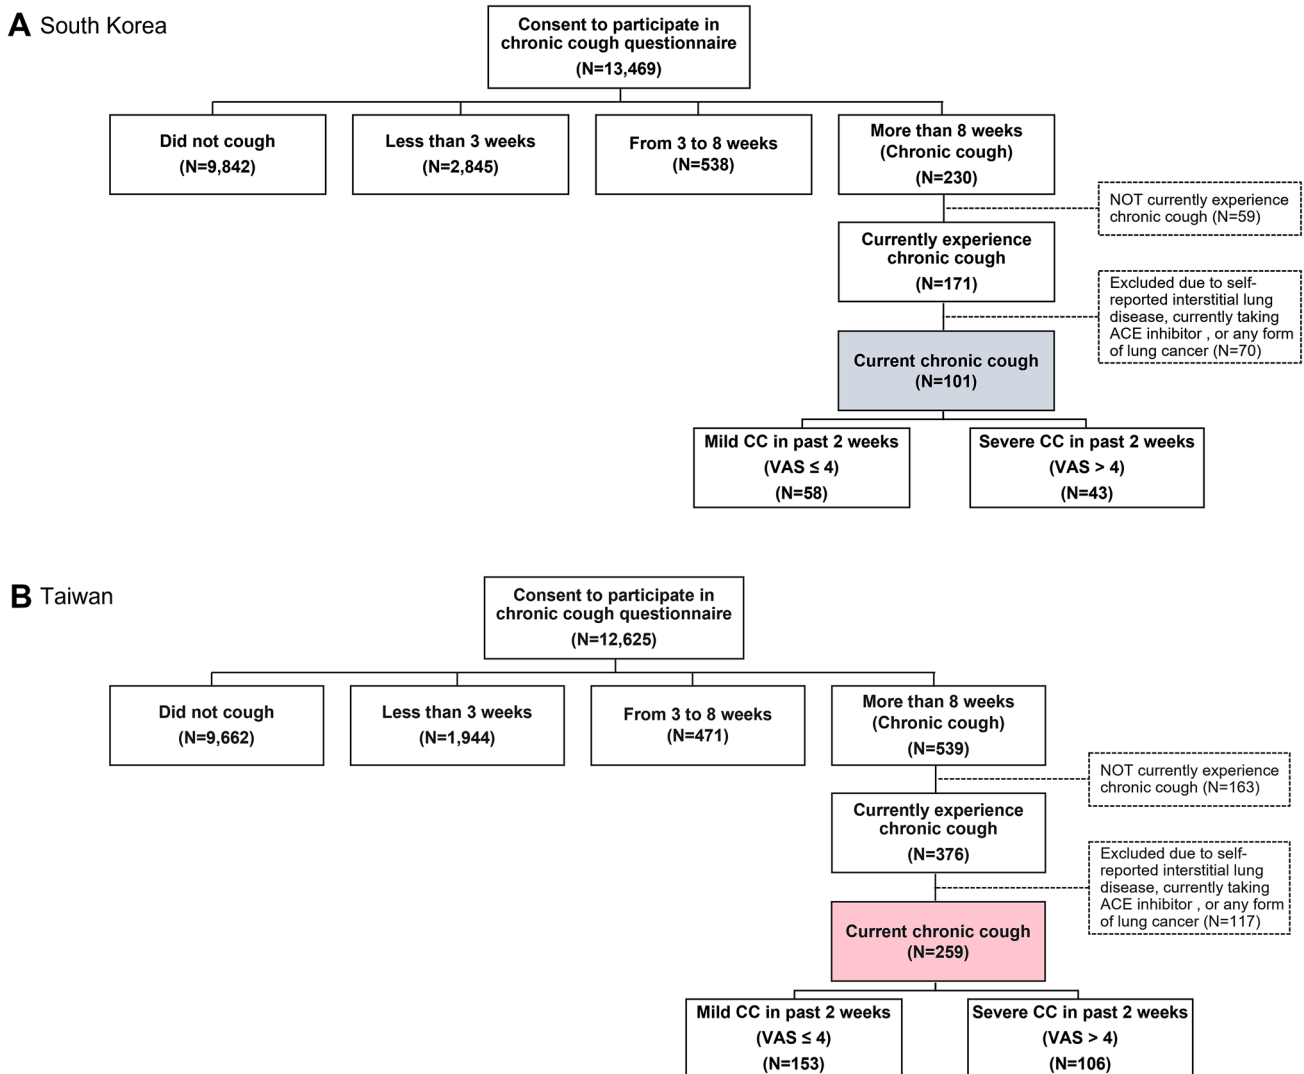 A South Korea
Consent to participate in
chronic cough questionnaire
(N=13,469)
Did not cough
(N=9,842)
Less than 3 weeks
(N=2,845)
From 3 to 8 weeks
(N=538)
More than 8 weeks
(Chronic cough)
(N=230)
NOT currently experience
chronic cough (N=59)
Currently experience
chronic cough
(N=171)
Excluded due to self-
reported interstitial lung
disease, currently taking
ACE inhibitor , or any form
of lung cancer (N=70)
Current chronic cough
(N=101)
Mild CC in past 2 weeks
(VAS ≤ 4)
(N=58)
Severe CC in past 2 weeks
(VAS > 4)
(N=43)
B Taiwan
Consent to participate in
chronic cough questionnaire
(N=12,625)
Did not cough
(N=9,662)
Less than 3 weeks
(N=1,944)
From 3 to 8 weeks
(N=471)
More than 8 weeks
(Chronic cough)
(N=539)
NOT currently experience
chronic cough (N=163)
Currently experience
chronic cough
(N=376)
Excluded due to self-
reported interstitial lung
disease, currently taking
ACE inhibitor , or any form
of lung cancer (N=117)
Current chronic cough
(N=259)
Mild CC in past 2 weeks
(VAS ≤ 4)
(N=153)
Severe CC in past 2 weeks
(VAS > 4)
(N=106)